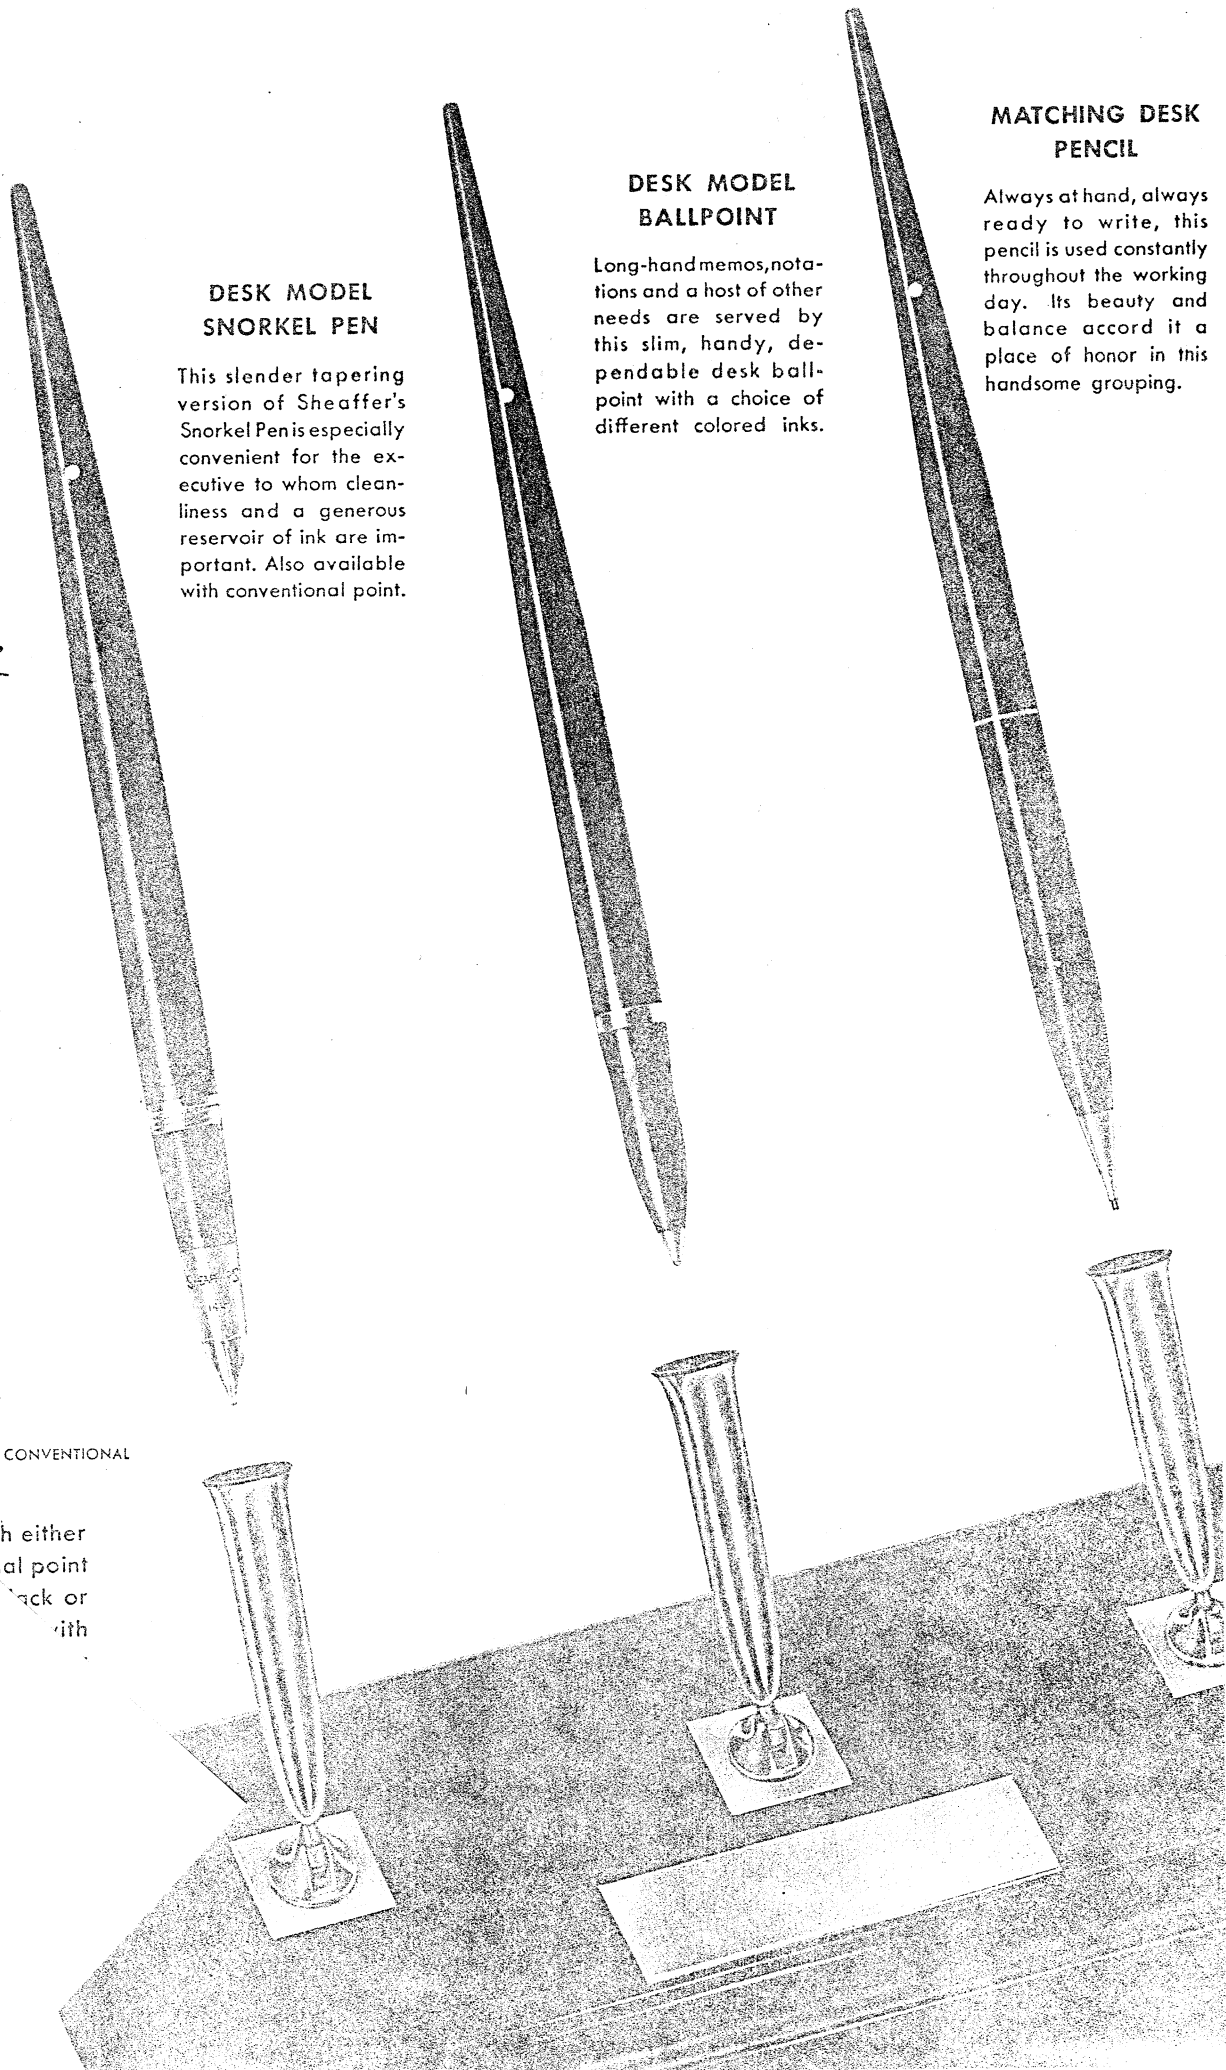 MATCHING DESK
PENCIL
Always at hand, always
ready to write, this
pencil is used constantly
throughout the working
day. Its beauty and
balance accord it a
place of honor in this
handsome grouping.
DESK MODEL
BALLPOINT
Long-hand memos, nota-
tions and a host of other
needs are served by
this slim, handy, de-
pendable desk ball-
point with a choice of
different colored inks.
DESK MODEL
SNORKEL PEN
This slender tapering
version of Sheaffer's
Snorkel Pen is especially
convenient for the ex-
ecutive to whom clean-
liness and a generous
reservoir of ink are im-
portant. Also available
with conventional point.
CONVENTIONAL
h either
al point
lack or
with